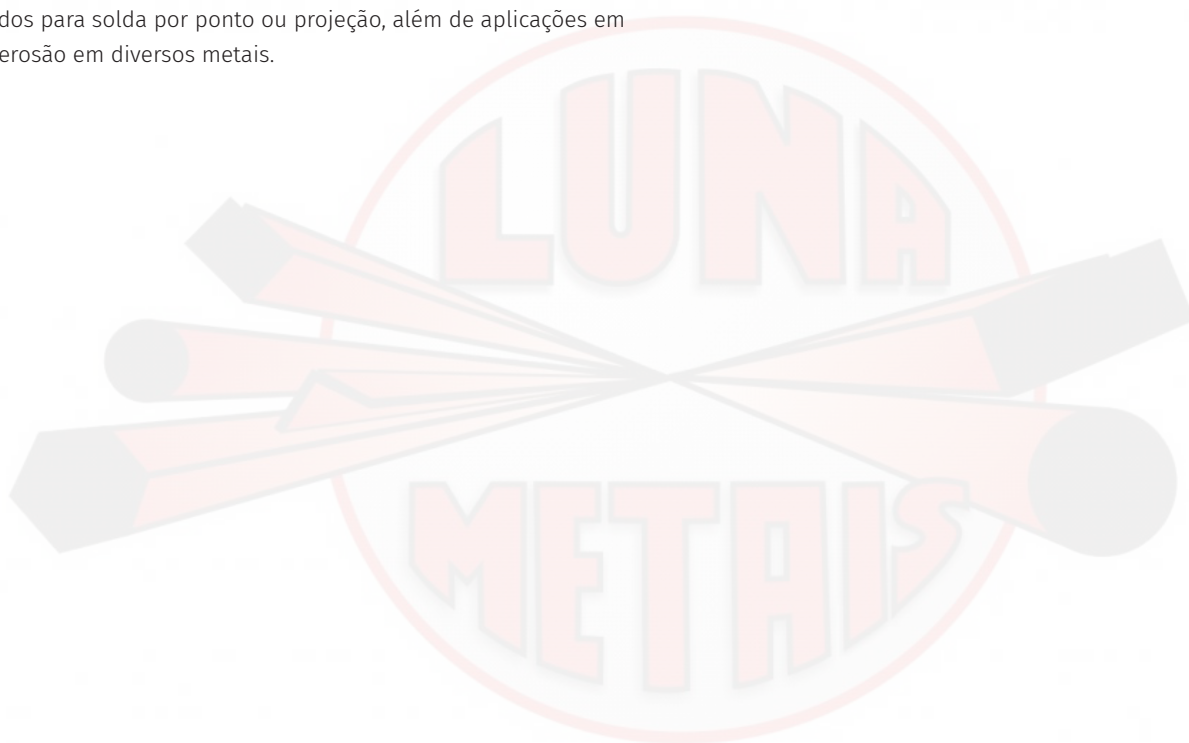 dos para solda por ponto ou projeção, além de aplicações em
erosão em diversos metais.
LUNA
METAIS